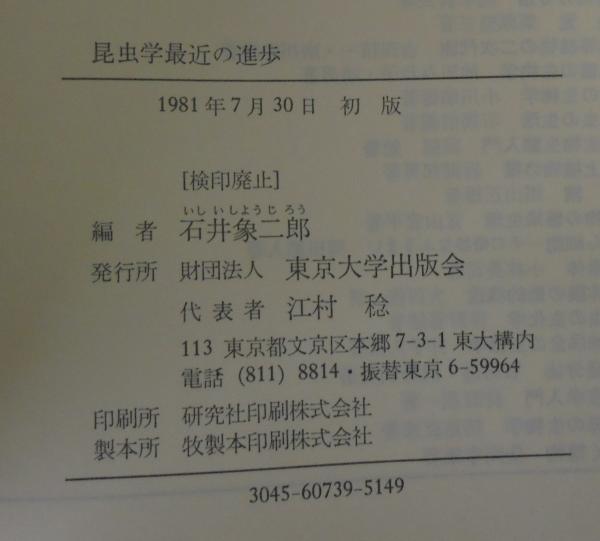 昆虫学最近の進歩
1981年7月30日 初 版
[検印廃止]
いし い しよう じ ろう
編 者 石井象二郎
発行所 財団法人 東京大学出版会
代表者 江村 稔
113 東京都文京区本郷7-3-1東大構内
電話 (811) 8814・振替東京6-59964
印刷所 研究社印刷株式会社
製本所 牧製本印刷株式会社
3045-60739-5149